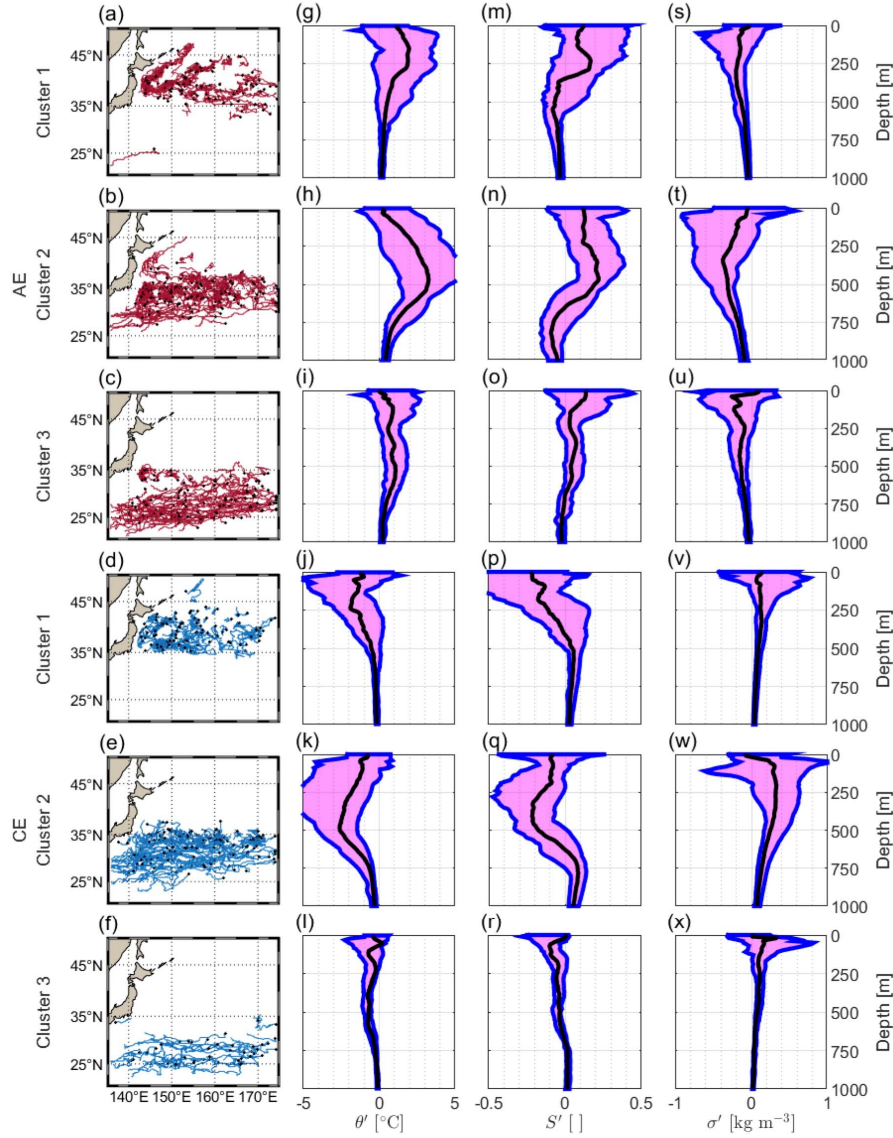 (a) (g) (m) (s)
AE
Cluster 1
45°N
35°N
25°N
0
250
500
750
1000
Depth [m]
(b) (h) (n) (t)
Cluster 2
45°N
35°N
25°N
0
250
500
750
1000
Depth [m]
(c) (i) (o) (u)
Cluster 3
45°N
35°N
25°N
0
250
500
750
1000
Depth [m]
(d) (j) (p) (v)
CE
Cluster 1
45°N
35°N
25°N
0
250
500
750
1000
Depth [m]
(e) (k) (q) (w)
Cluster 2
45°N
35°N
25°N
0
250
500
750
1000
Depth [m]
(f) (l) (r) (x)
Cluster 3
45°N
35°N
25°N
0
250
500
750
1000
Depth [m]
140°E 150°E 160°E 170°E
-5 0 5
-0.5 0 0.5
-1 0 1
θ′ [°C]
S′ [ ]
σ′ [kg m⁻³]